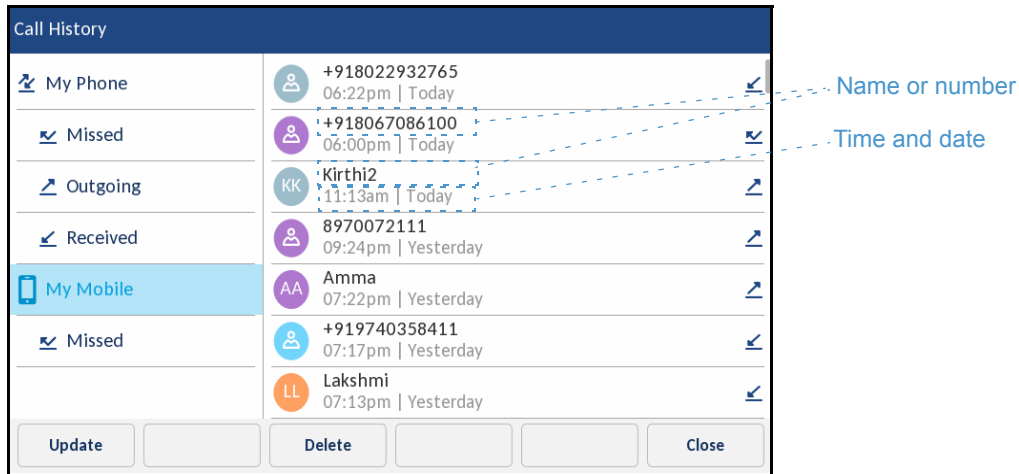 Call History
My Phone
Missed
Outgoing
Received
My Mobile
Missed
+918022932765
06:22pm | Today
+918067086100
06:00pm | Today
KK
Kirthi2
11:13am | Today
8970072111
09:24pm | Yesterday
AA
Amma
07:22pm | Yesterday
+919740358411
07:17pm | Yesterday
LL
Lakshmi
07:13pm | Yesterday
Name or number
Time and date
Update
Delete
Close